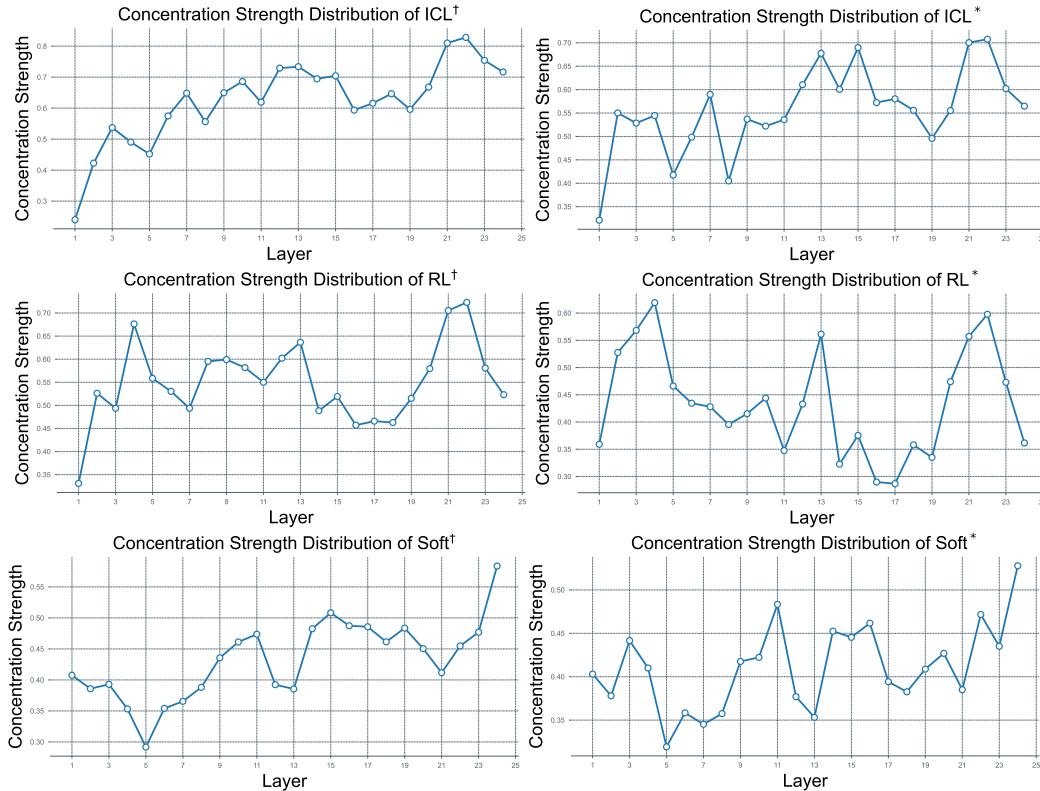 Concentration Strength Distribution of ICL†
Concentration Strength
0.8
0.7
0.6
0.5
0.4
0.3
1 3 5 7 9 11 13 15 17 19 21 23 25
Layer
Concentration Strength Distribution of ICL*
Concentration Strength
0.70
0.65
0.60
0.55
0.50
0.45
0.40
0.35
1 3 5 7 9 11 13 15 17 19 21 23
Layer
Concentration Strength Distribution of RL†
Concentration Strength
0.70
0.65
0.60
0.55
0.50
0.45
0.40
0.35
1 3 5 7 9 11 13 15 17 19 21 23 25
Layer
Concentration Strength Distribution of RL*
Concentration Strength
0.60
0.55
0.50
0.45
0.40
0.35
0.30
1 3 5 7 9 11 13 15 17 19 21 23
Layer
Concentration Strength Distribution of Soft†
Concentration Strength
0.55
0.50
0.45
0.40
0.35
0.30
1 3 5 7 9 11 13 15 17 19 21 23 25
Layer
Concentration Strength Distribution of Soft*
Concentration Strength
0.50
0.45
0.40
0.35
1 3 5 7 9 11 13 15 17 19 21 23 25
Layer